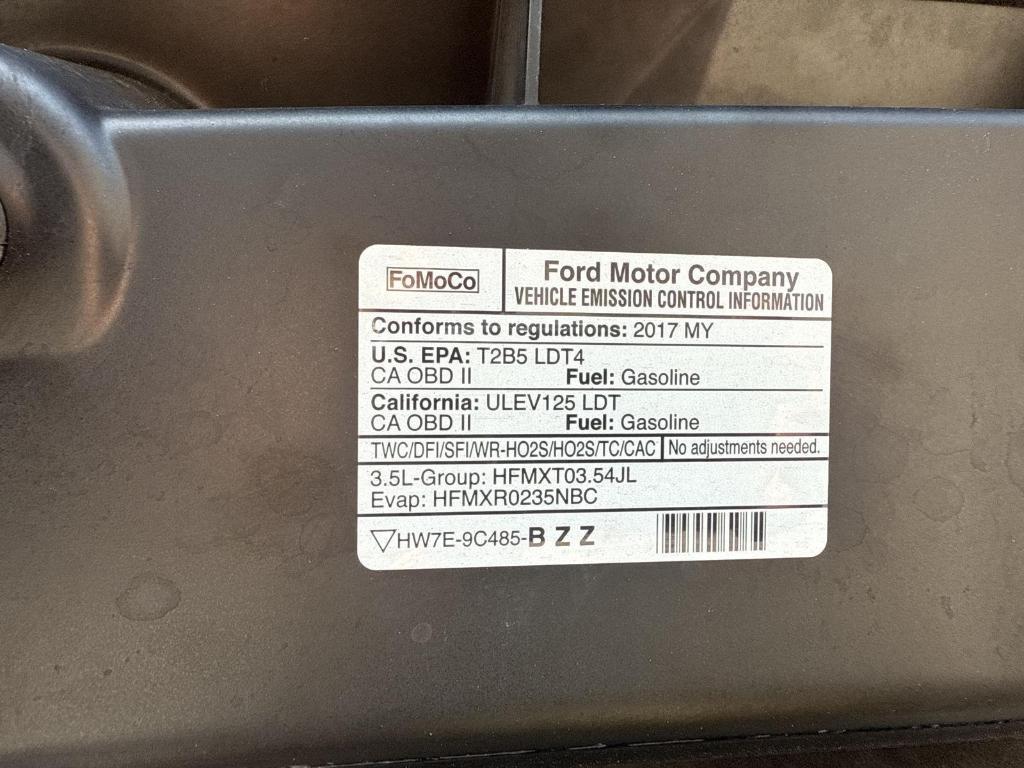 FoMoCo
Ford Motor Company
VEHICLE EMISSION CONTROL INFORMATION
Conforms to regulations: 2017 MY
U.S. EPA: T2B5 LDT4
CA OBD II Fuel: Gasoline
California: ULEV125 LDT
CA OBD II Fuel: Gasoline
TWC/DFI/SFI/WR-HO2S/HO2S/TC/CAC No adjustments needed.
3.5L-Group: HFMXT03.54JL
Evap: HFMXR0235NBC
▽HW7E-9C485-BZZ